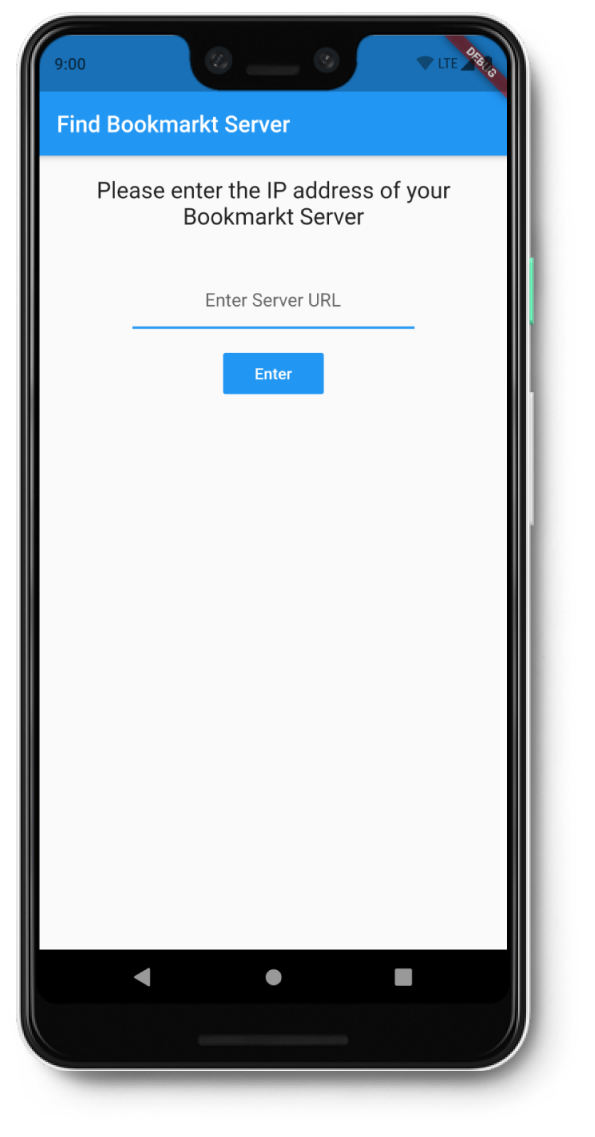 9:00
LTE
DEBUG
Find Bookmarkt Server
Please enter the IP address of your
Bookmarkt Server
Enter Server URL
Enter